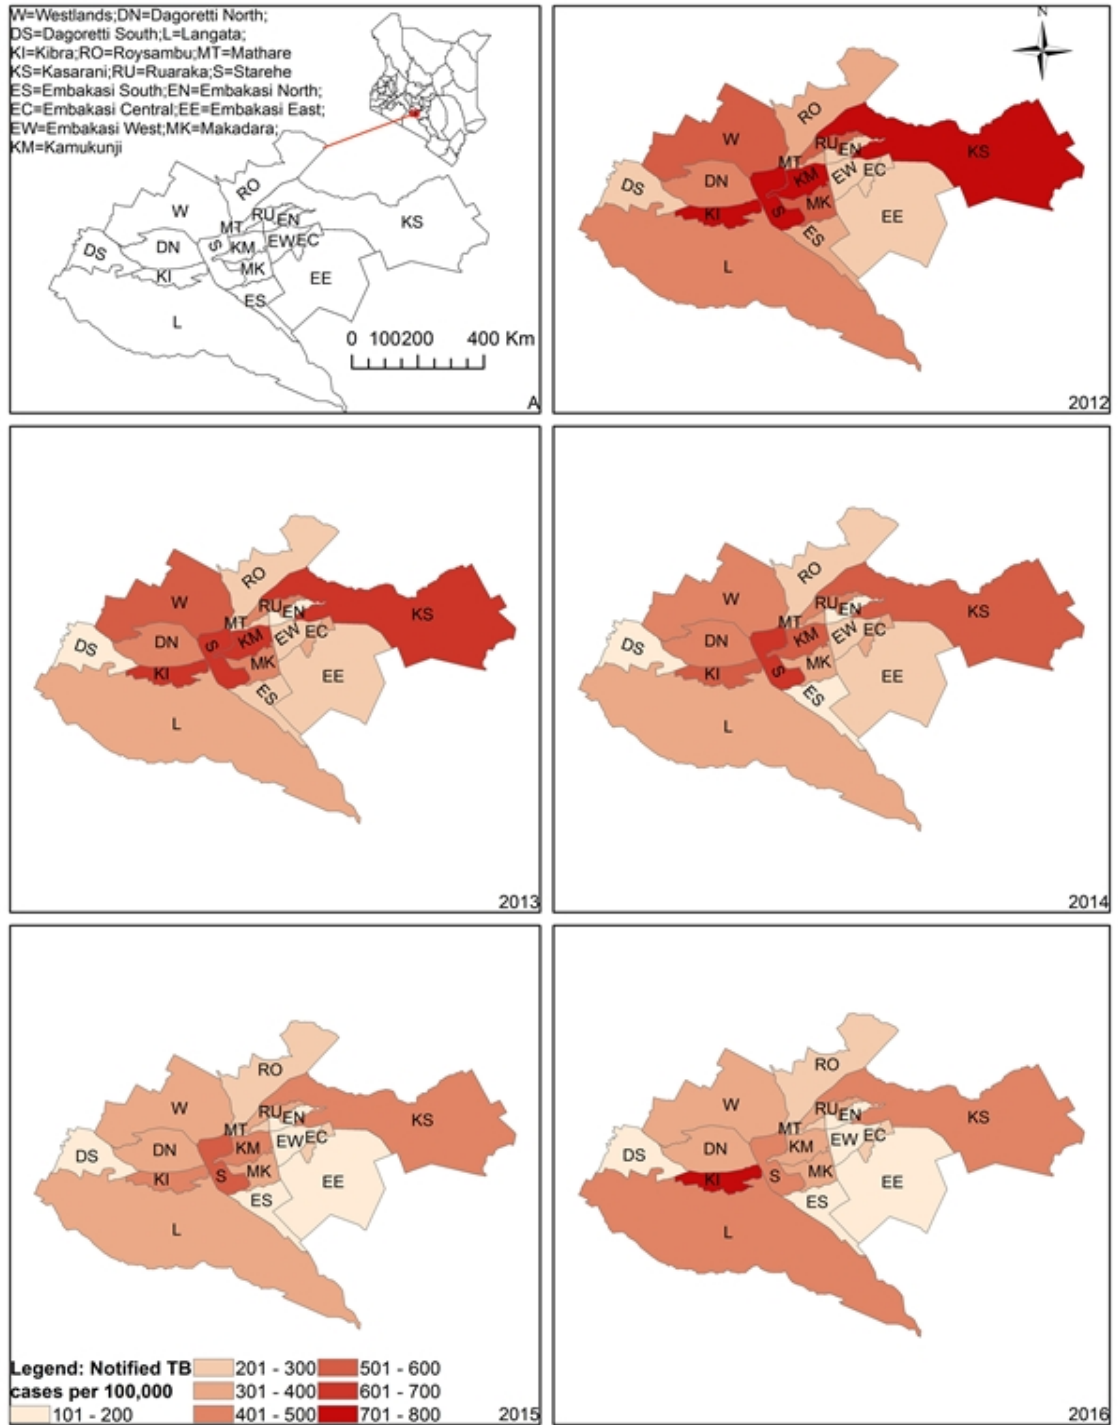 W=Westlands;DN=Dagoretti North;
DS=Dagoretti South;L=Langata;
KI=Kibra;RO=Roysambu;MT=Mathare
KS=Kasarani;RU=Ruaraka;S=Starehe
ES=Embakasi South;EN=Embakasi North;
EC=Embakasi Central;EE=Embakasi East;
EW=Embakasi West;MK=Makadara;
KM=Kamukunji
RO
W
RU EN
KS
MT
DS
DN
S
KM
EW EC
KI
MK
EE
ES
L
0 100 200 400 Km
A
N
RO
W
RU EN
KS
MT
DS
DN
KM
EW
EC
KI
S
MK
EE
ES
L
2012
RO
W
RU EN
KS
MT
DS
DN
S
KM
EW
EC
KI
MK
EE
ES
L
2013
RO
W
RU EN
KS
MT
DS
DN
KM
EW
EC
KI
S
MK
EE
ES
L
2014
RO
W
RU EN
KS
MT
DS
DN
KM
EW EC
KI
S
MK
EE
ES
L
Legend: Notified TB
cases per 100,000
101 - 200
201 - 300
301 - 400
401 - 500
501 - 600
601 - 700
701 - 800
2015
RO
W
RU EN
KS
MT
DS
DN
KM
EW EC
KI
S
MK
EE
ES
L
2016